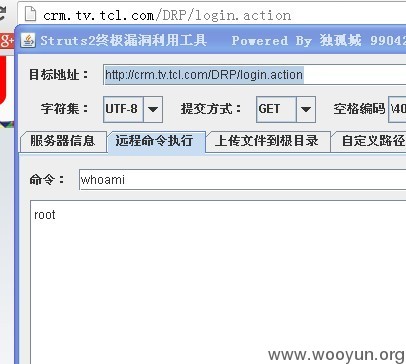 crm.tv.tcl.com/DRP/login.action
Struts2终极漏洞利用工具 Powered By 独孤城 99042
目标地址： http://crm.tv.tcl.com/DRP/login.action
字符集： UTF-8 提交方式： GET 空格编码 \40
服务器信息 远程命令执行 上传文件到根目录 自定义路径
命令： whoami
root
www.wooyun.org